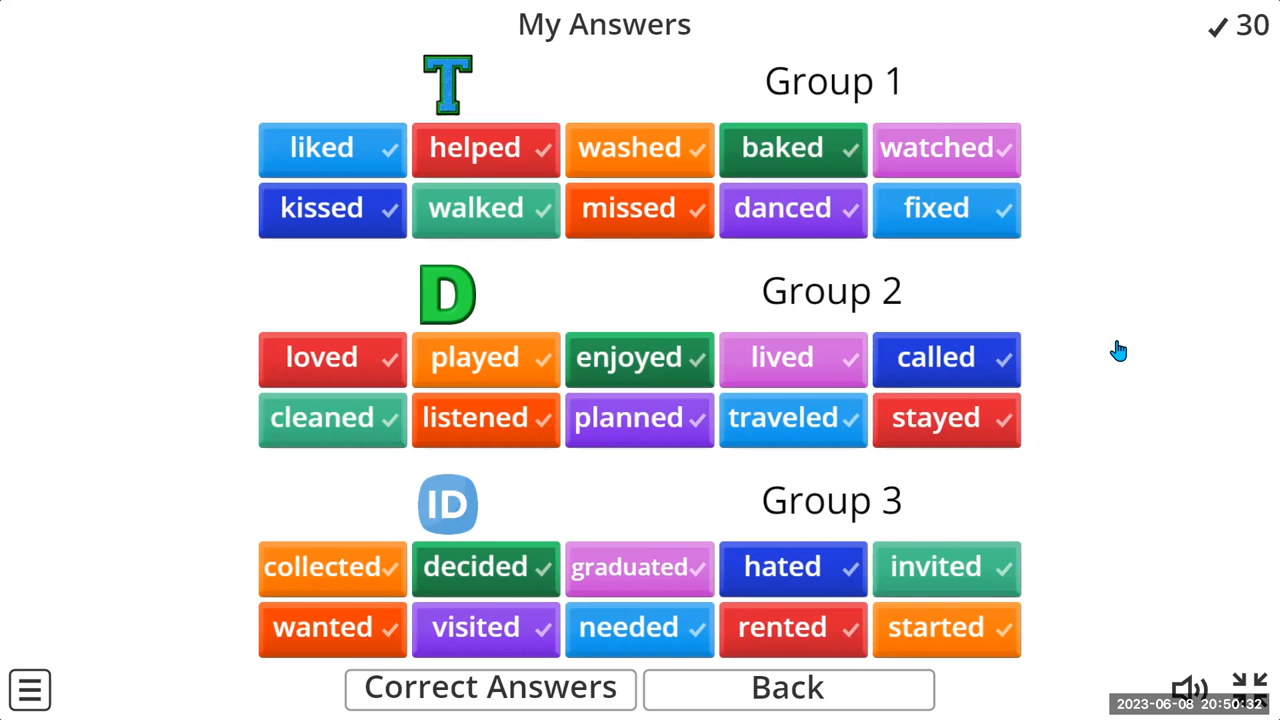 My Answers
✓ 30
T Group 1
liked helped washed baked watched
kissed walked missed danced fixed
D Group 2
loved played enjoyed lived called
cleaned listened planned traveled stayed
ID Group 3
collected decided graduated hated invited
wanted visited needed rented started
Correct Answers Back
2023-06-08 20:50:32